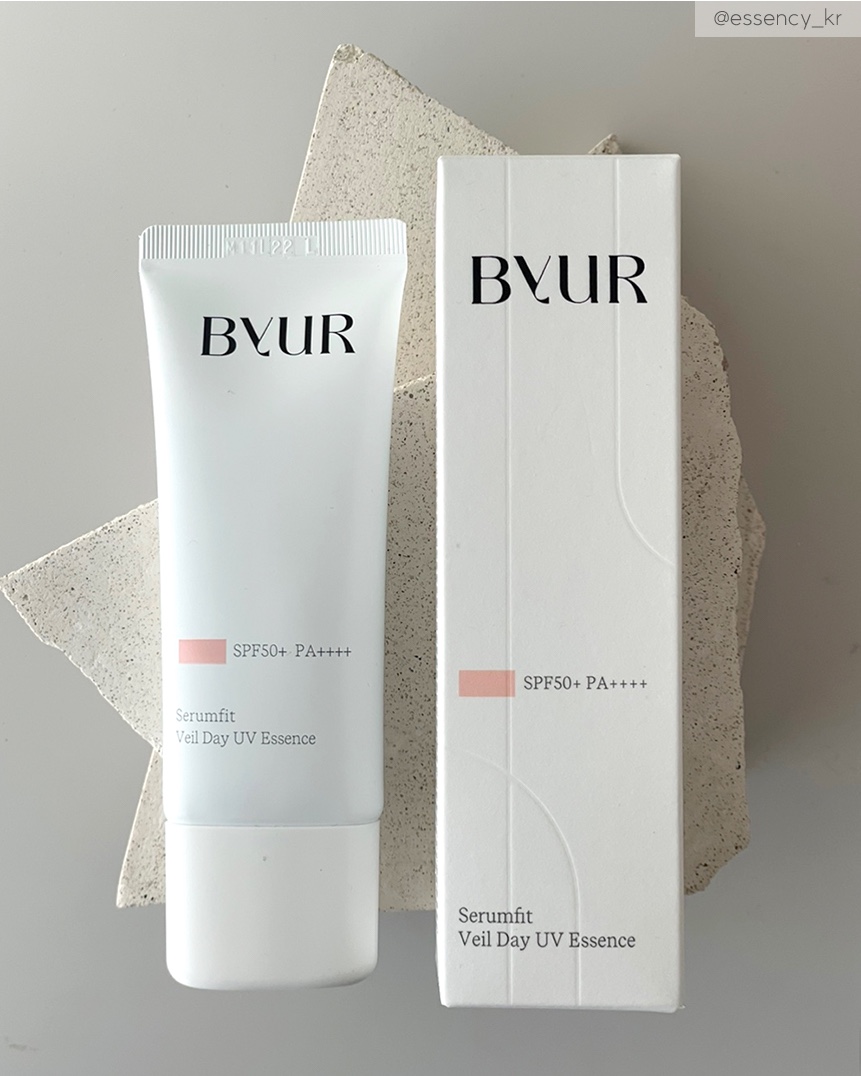 @essency_kr
BYUR
SPF50+ PA++++
Serumfit
Veil Day UV Essence
BYUR
SPF50+ PA++++
Serumfit
Veil Day UV Essence